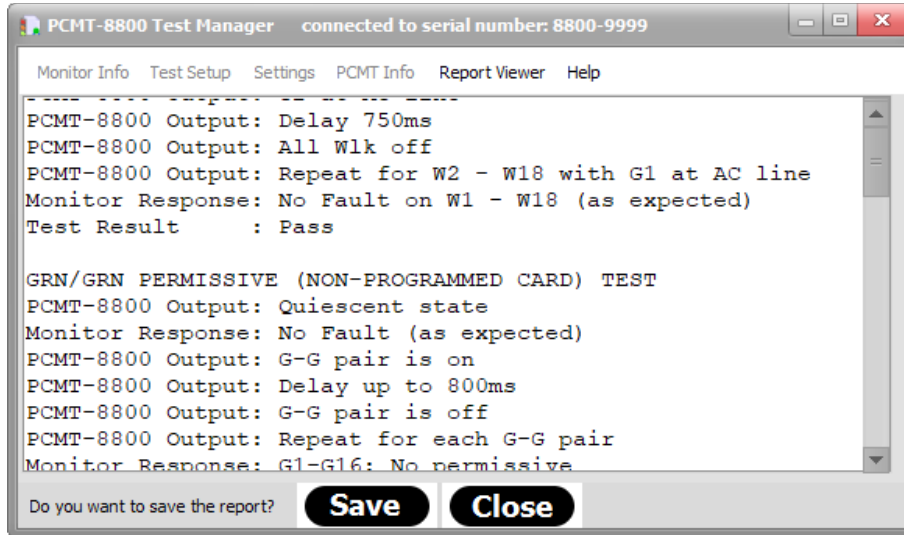 PCMT-8800 Test Manager connected to serial number: 8800-9999
Monitor Info Test Setup Settings PCMT Info Report Viewer Help
PCMT-8800 Output: Delay 750ms
PCMT-8800 Output: All Wlk off
PCMT-8800 Output: Repeat for W2 - W18 with G1 at AC line
Monitor Response: No Fault on W1 - W18 (as expected)
Test Result     : Pass
GRN/GRN PERMISSIVE (NON-PROGRAMMED CARD) TEST
PCMT-8800 Output: Quiescent state
Monitor Response: No Fault (as expected)
PCMT-8800 Output: G-G pair is on
PCMT-8800 Output: Delay up to 800ms
PCMT-8800 Output: G-G pair is off
PCMT-8800 Output: Repeat for each G-G pair
Monitor Response: G1-G16: No permissive
Do you want to save the report? Save Close